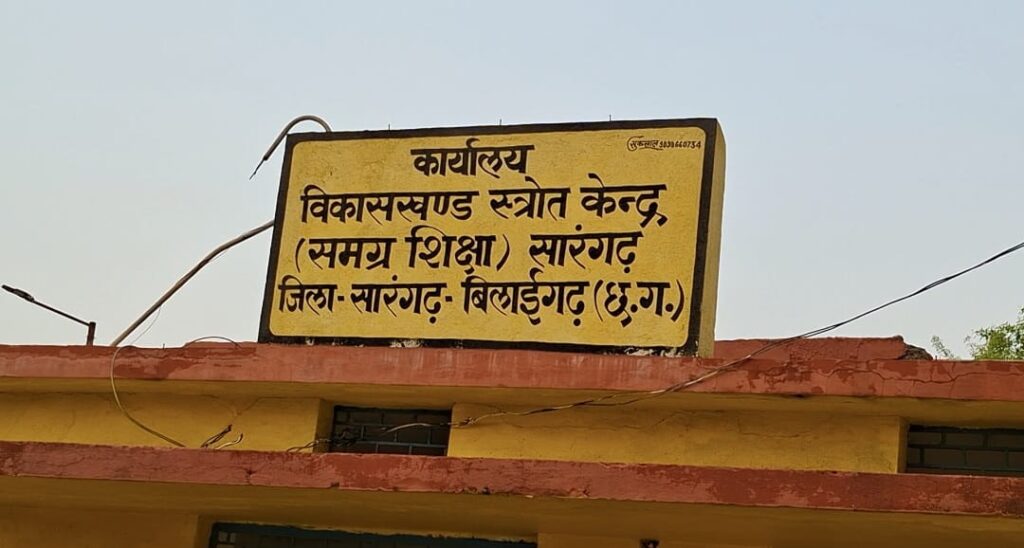 कार्यालय
विकासखण्ड स्त्रोत केन्द्र
(समग्र शिक्षा) सारंगढ़
जिला-सारंगढ़-बिलाईगढ़ (छ.ग.)